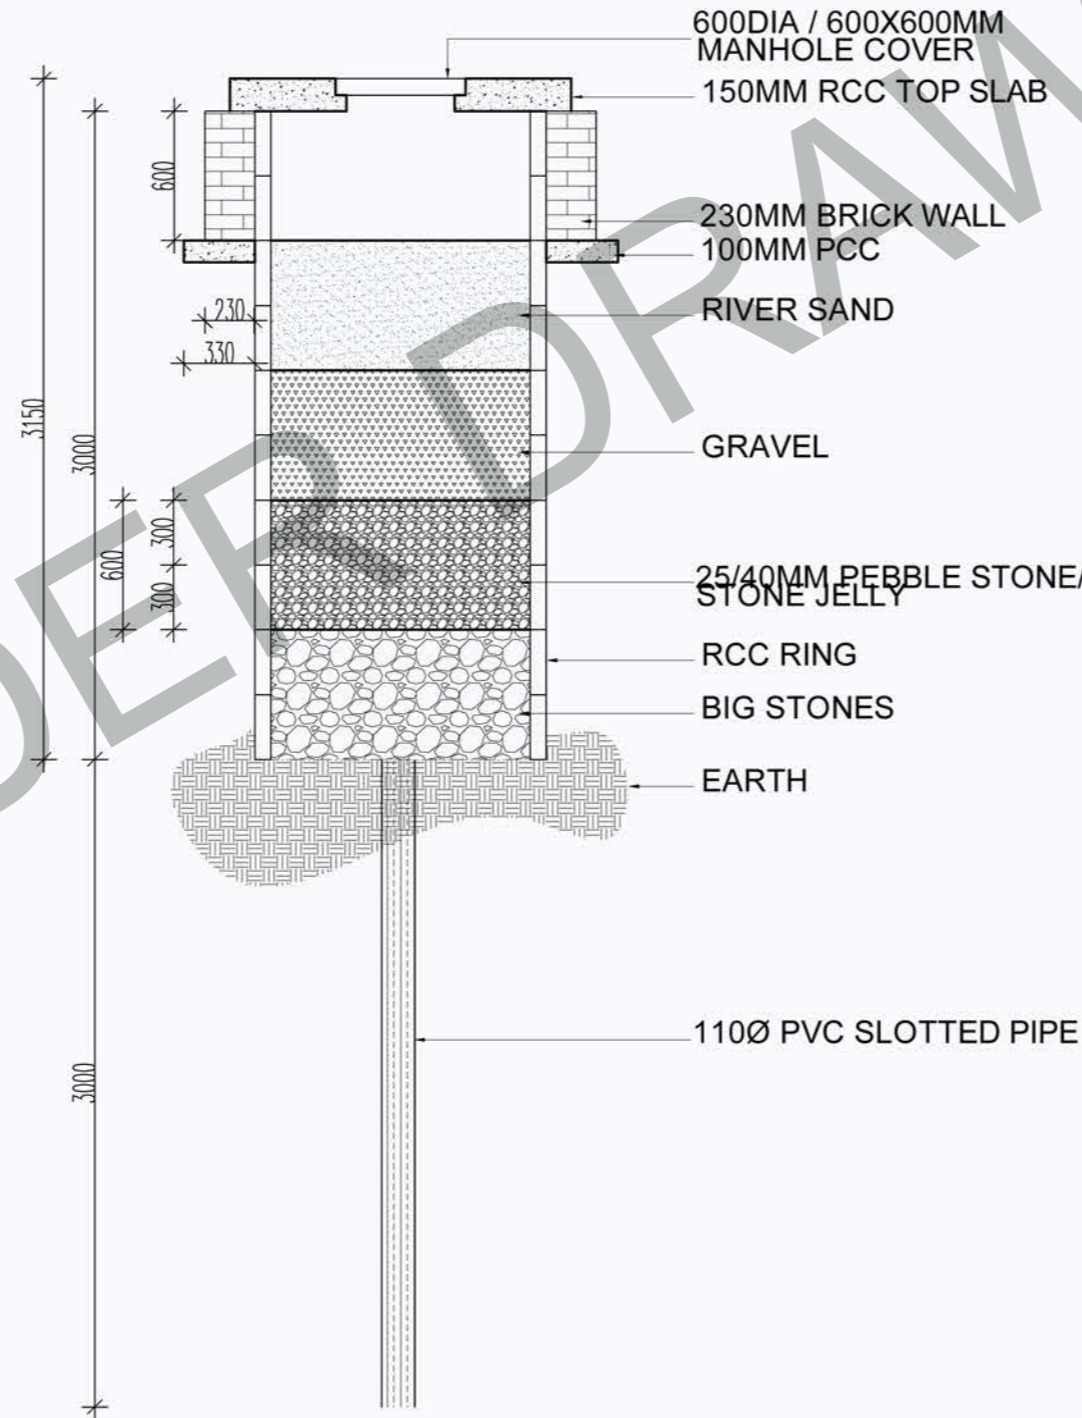 600DIA / 600X600MM
MANHOLE COVER
150MM RCC TOP SLAB
600
230MM BRICK WALL
100MM PCC
RIVER SAND
230
330
3150
3000
GRAVEL
600
300
300
25/40MM PEBBLE STONE/
STONE JELLY
RCC RING
BIG STONES
EARTH
110Ø PVC SLOTTED PIPE
3000
DER DRAW